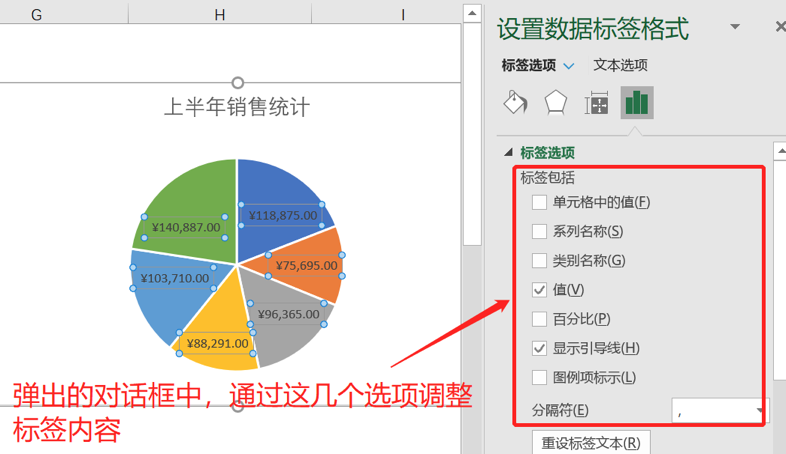 G H I
设置数据标签格式
标签选项 文本选项
上半年销售统计
标签选项
标签包括
单元格中的值(F)
系列名称(S)
类别名称(G)
值(V)
百分比(P)
显示引导线(H)
图例项标示(L)
分隔符(E) ,
重设标签文本(R)
¥118,875.00
¥140,887.00
¥75,695.00
¥103,710.00
¥96,365.00
¥88,291.00
弹出的对话框中，通过这几个选项调整
标签内容